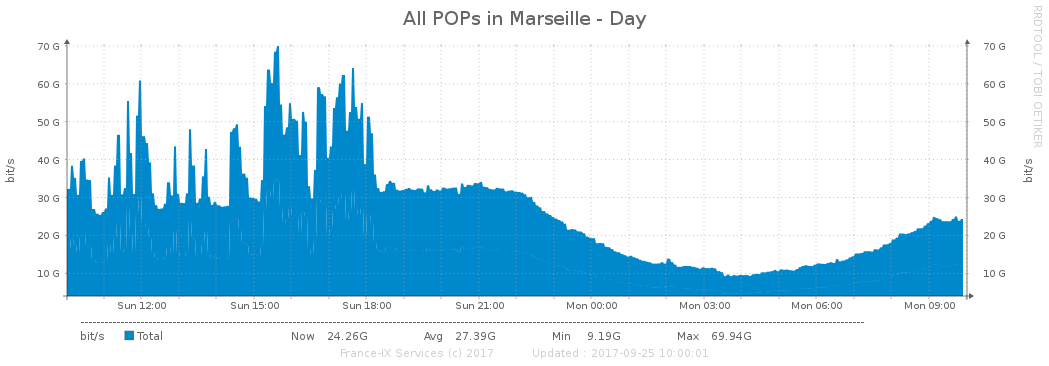 All POPs in Marseille - Day
RRDTOOL / TOBI OETIKER
70 G 70 G
60 G 60 G
50 G 50 G
40 G 40 G
30 G 30 G
20 G 20 G
10 G 10 G
bit/s bit/s
Sun 12:00 Sun 15:00 Sun 18:00 Sun 21:00 Mon 00:00 Mon 03:00 Mon 06:00 Mon 09:00
bit/s Total Now 24.26G Avg 27.39G Min 9.19G Max 69.94G
France-IX Services (c) 2017 Updated : 2017-09-25 10:00:01